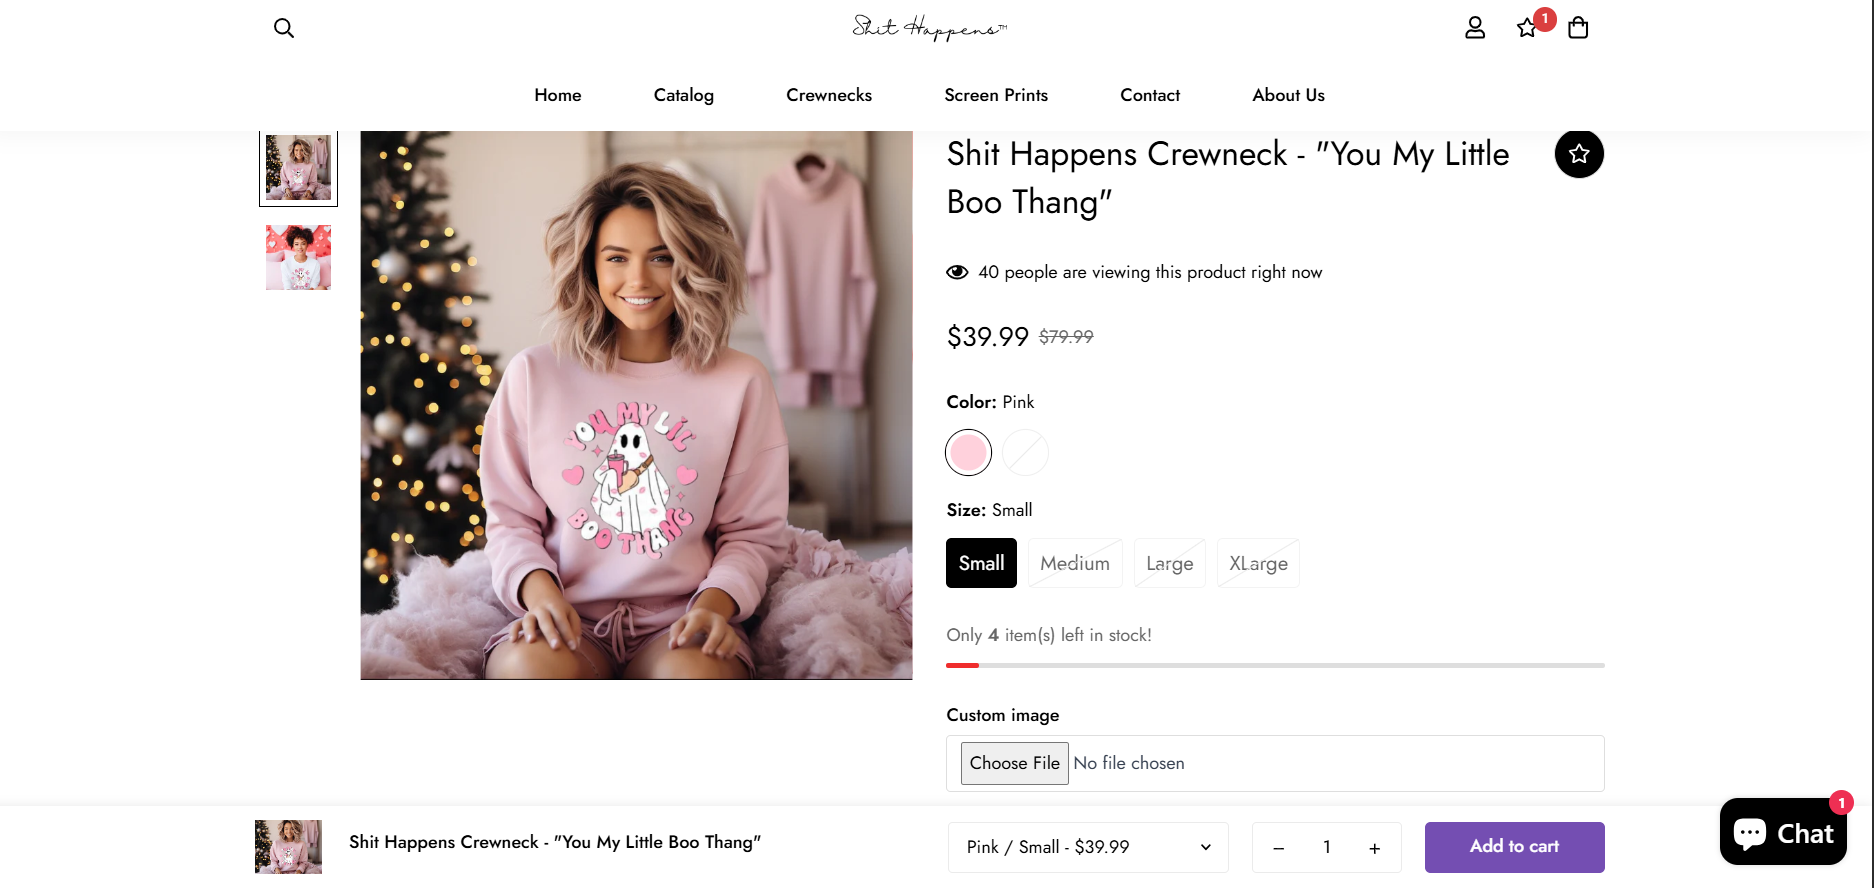 Shit Happens™
1
Home
Catalog
Crewnecks
Screen Prints
Contact
About Us
YOU MY LIL'
BOO THANG
Shit Happens Crewneck - "You My Little
Boo Thang"
40 people are viewing this product right now
$39.99 $79.99
Color: Pink
Size: Small
Small
Medium
Large
XLarge
Only 4 item(s) left in stock!
Custom image
Choose File No file chosen
Shit Happens Crewneck - "You My Little Boo Thang"
Pink / Small - $39.99
− 1 +
Add to cart
Chat
1